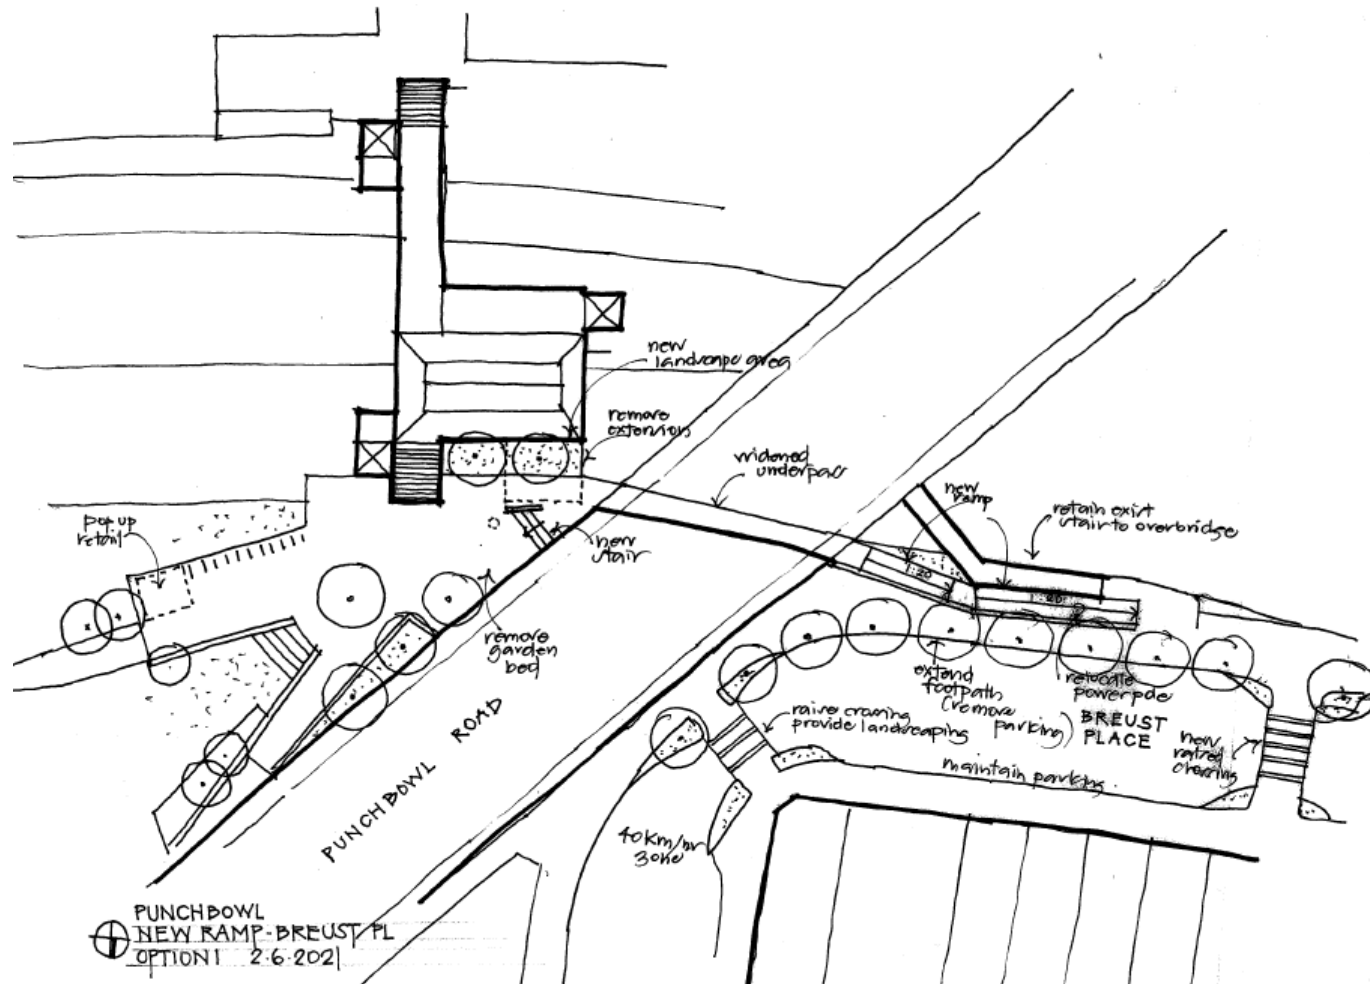 new
landscape area
remove
extension
widened
underpass
new
ramp
retain exist
stair to overbridge
pop up
retail
new
stair
1:20
1:20
remove
garden
bed
extend
footpath
(remove parking)
relocate
power pole
raise crossing
provide landscaping
BREUST
PLACE
new
raised
crossing
maintain parking
PUNCHBOWL ROAD
40Km/hr
zone
PUNCHBOWL
NEW RAMP-BREUST PL
OPTION 1 2.6.2021